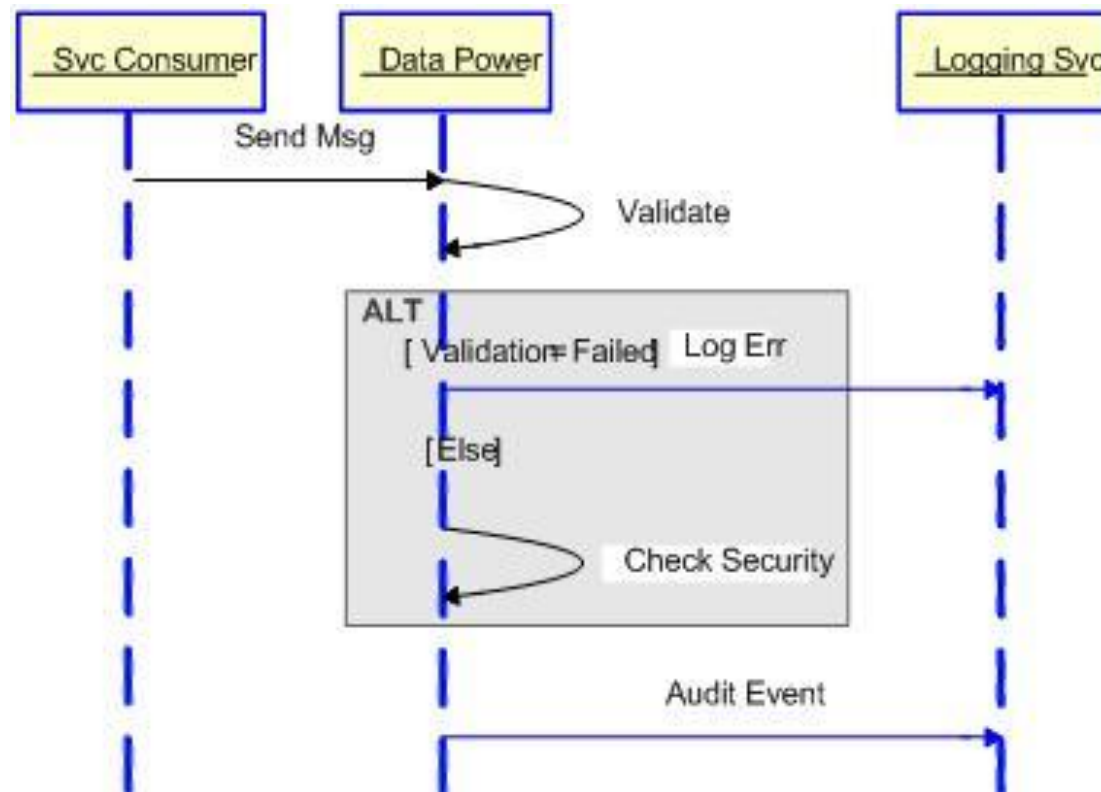 Svc Consumer
Data Power
Logging Svc
Send Msg
Validate
ALT
[ Validation= Failed]
Log Err
[Else]
Check Security
Audit Event